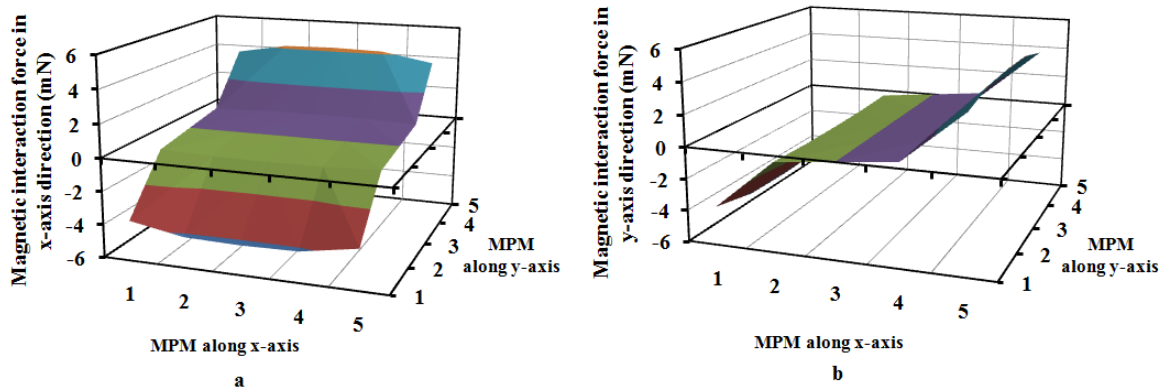 Magnetic interaction force in
x-axis direction (mN)
6
4
2
0
-2
-4
-6
1
2
3
4
5
MPM along x-axis
5
4
3
2
1
MPM
along y-axis
a
Magnetic interaction force in
y-axis direction (mN)
6
4
2
0
-2
-4
-6
1
2
3
4
5
MPM along x-axis
5
4
3
2
1
MPM
along y-axis
b